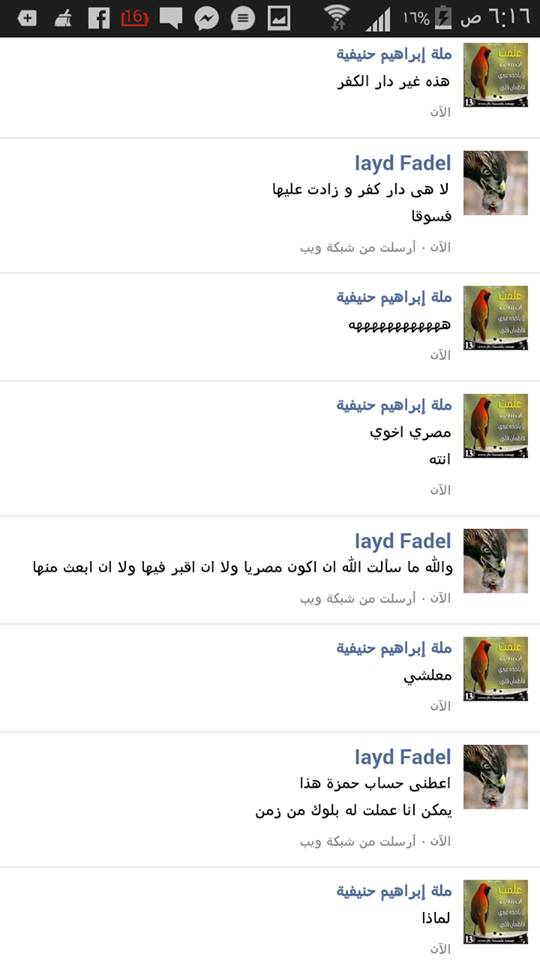 ٦:١٦ ص ١٦%
16
ملة إبراهيم حنيفية
هذه غير دار الكفر
الآن
Iayd Fadel
لا هى دار كفر و زادت عليها
فسوقا
الآن · أرسلت من شبكة ويب
ملة إبراهيم حنيفية
هههههههههههههه
الآن
ملة إبراهيم حنيفية
مصري اخوي
انته
الآن
Iayd Fadel
والله ما سألت الله ان اكون مصريا ولا ان اقبر فيها ولا ان ابعث منها
الآن · أرسلت من شبكة ويب
ملة إبراهيم حنيفية
معلشي
الآن
Iayd Fadel
اعطنى حساب حمزة هذا
يمكن انا عملت له بلوك من زمن
الآن · أرسلت من شبكة ويب
ملة إبراهيم حنيفية
لماذا
الآن